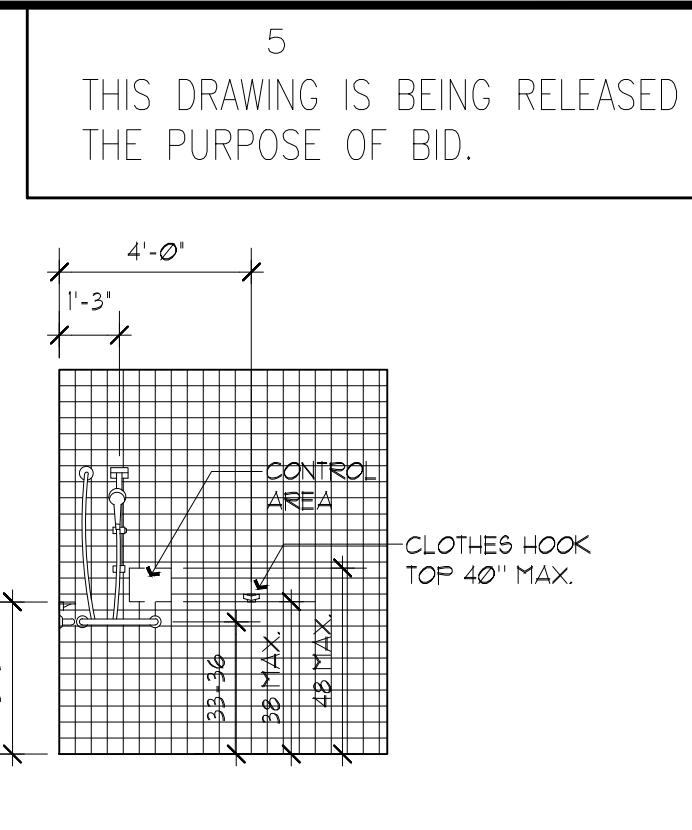 5
THIS DRAWING IS BEING RELEASED
THE PURPOSE OF BID.
4'-0"
1'-3"
CONTROL
AREA
CLOTHES HOOK
TOP 40" MAX.
33-36
38 MAX.
48 MAX.